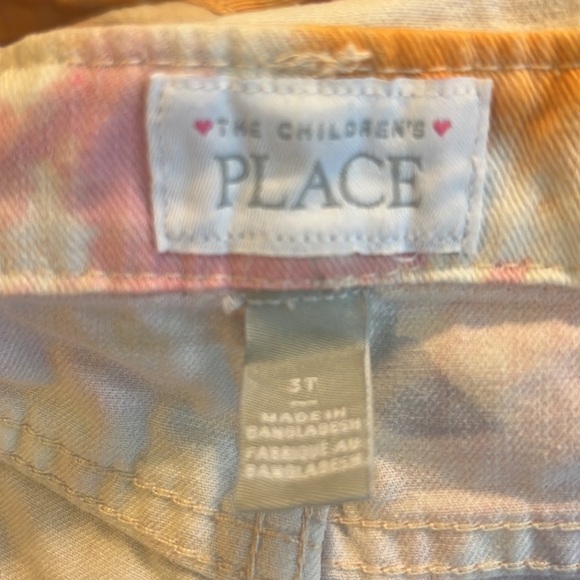 THE CHILDREN'S
PLACE
3T
MADE IN
BANGLADESH
FABRIQUÉ AU
BANGLADESH